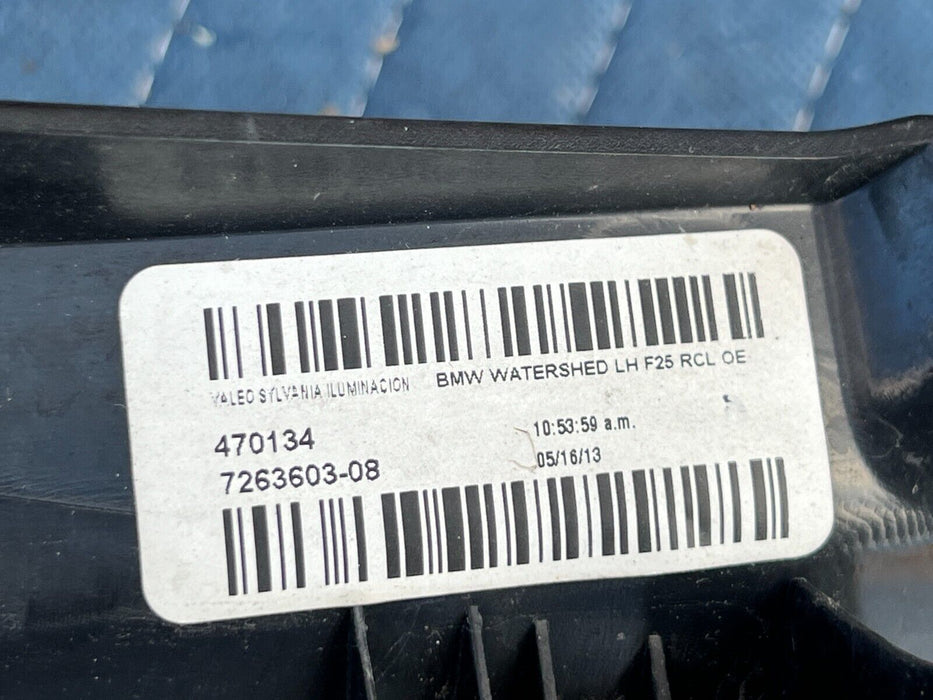 VALEO SYLVANIA ILUMINACION BMW WATERSHED LH F25 RCL OE
470134 10:53:59 a.m.
7263603-08 05/16/13